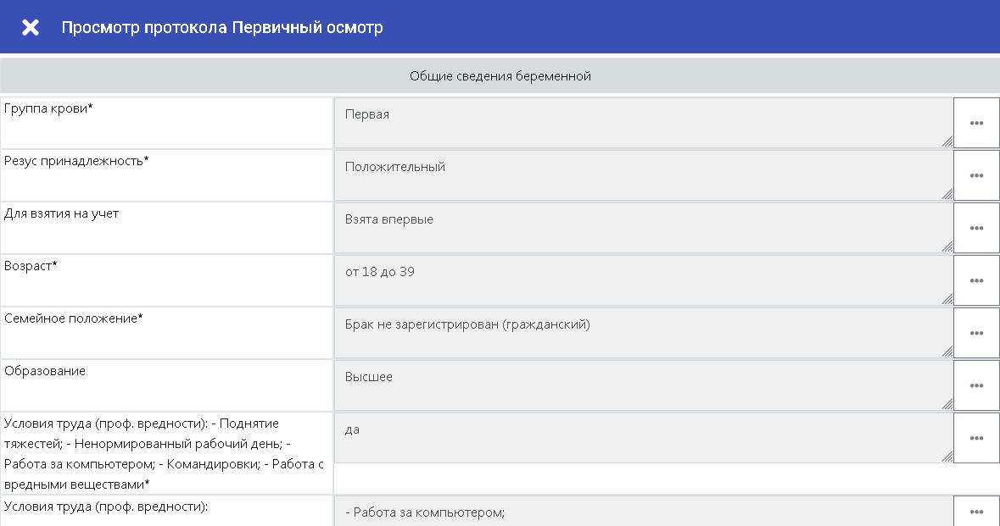 Просмотр протокола Первичный осмотр
Общие сведения беременной
Группа крови*
Первая
Резус принадлежность*
Положительный
Для взятия на учет
Взята впервые
Возраст*
от 18 до 39
Семейное положение*
Брак не зарегистрирован (гражданский)
Образование
Высшее
Условия труда (проф. вредности): - Поднятие
тяжестей; - Ненормированный рабочий день; -
Работа за компьютером; - Командировки; - Работа с
вредными веществами*
да
Условия труда (проф. вредности):
- Работа за компьютером;